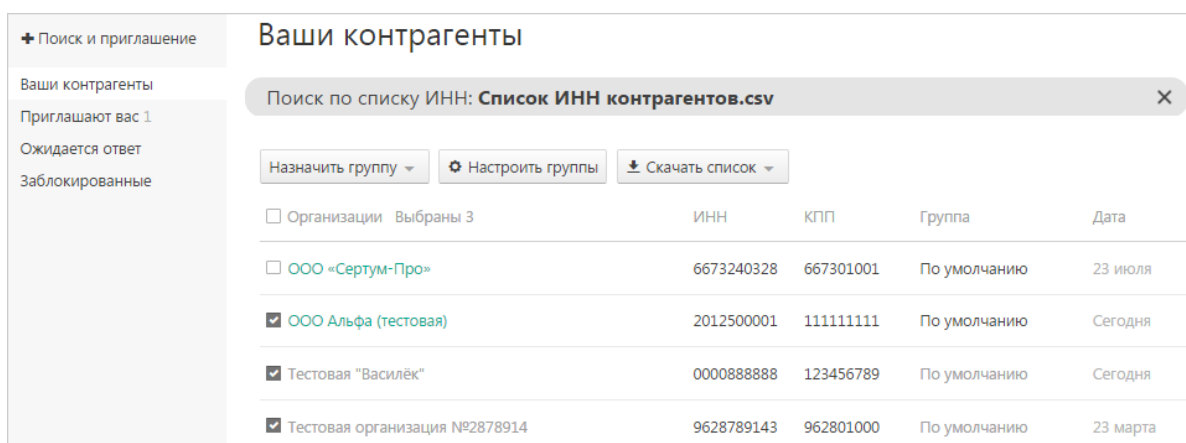 Поиск и приглашение
Ваши контрагенты
Приглашают вас 1
Ожидается ответ
Заблокированные
Ваши контрагенты
Поиск по списку ИНН: Список ИНН контрагентов.csv
Назначить группу Настроить группы Скачать список
Организации Выбраны 3 ИНН КПП Группа Дата
ООО «Сертум-Про» 6673240328 667301001 По умолчанию 23 июля
ООО Альфа (тестовая) 2012500001 111111111 По умолчанию Сегодня
Тестовая "Василёк" 0000888888 123456789 По умолчанию Сегодня
Тестовая организация №2878914 9628789143 962801000 По умолчанию 23 марта